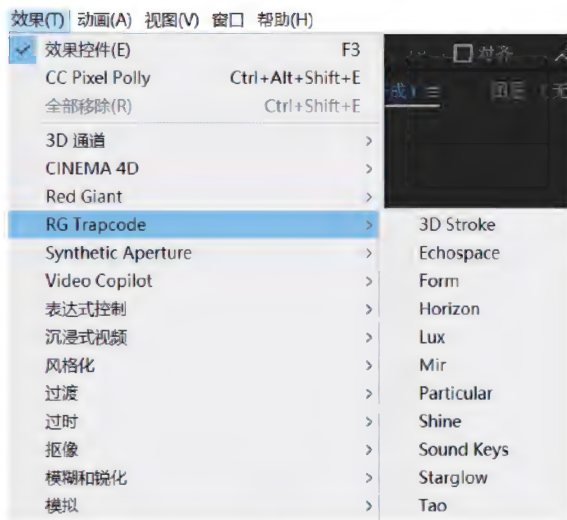 效果(T) 动画(A) 视图(V) 窗口 帮助(H)
效果控件(E) F3
CC Pixel Polly Ctrl+Alt+Shift+E
全部移除(R) Ctrl+Shift+E
3D 通道
CINEMA 4D
Red Giant
RG Trapcode
Synthetic Aperture
Video Copilot
表达式控制
沉浸式视频
风格化
过渡
过时
抠像
模糊和锐化
模拟
对齐
成) 图层 (无
3D Stroke
Echospace
Form
Horizon
Lux
Mir
Particular
Shine
Sound Keys
Starglow
Tao